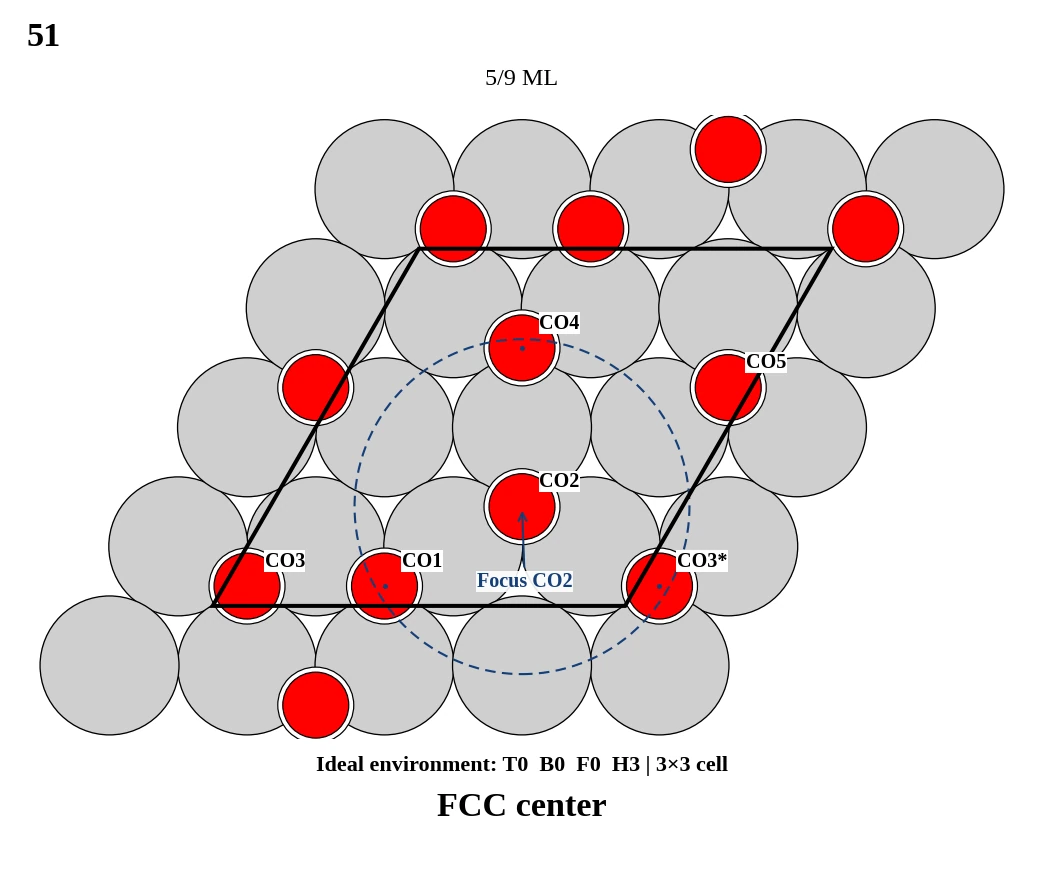 51
5/9 ML
CO4
CO5
CO2
CO3
CO1
CO3*
Focus CO2
Ideal environment: T0 B0 F0 H3 | 3×3 cell
FCC center